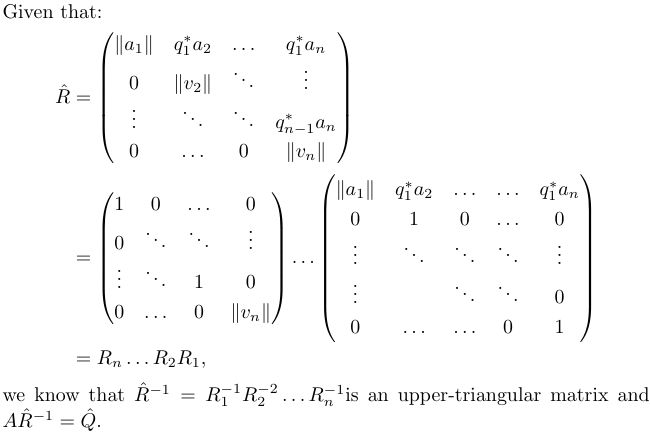 Given that:
\hat{R} = \begin{pmatrix} \|a_1\| & q_1^* a_2 & \dots & q_1^* a_n \\ 0 & \|v_2\| & \ddots & \vdots \\ \vdots & \ddots & \ddots & q_{n-1}^* a_n \\ 0 & \dots & 0 & \|v_n\| \end{pmatrix}
= \begin{pmatrix} 1 & 0 & \dots & 0 \\ 0 & \ddots & \ddots & \vdots \\ \vdots & \ddots & 1 & 0 \\ 0 & \dots & 0 & \|v_n\| \end{pmatrix} \dots \begin{pmatrix} \|a_1\| & q_1^* a_2 & \dots & \dots & q_1^* a_n \\ 0 & 1 & 0 & \dots & 0 \\ \vdots & \ddots & \ddots & \ddots & \vdots \\ \vdots & & \ddots & \ddots & 0 \\ 0 & \dots & \dots & 0 & 1 \end{pmatrix}
= R_n \dots R_2 R_1,
we know that \hat{R}^{-1} = R_1^{-1} R_2^{-2} \dots R_n^{-1}is an upper-triangular matrix and
A\hat{R}^{-1} = \hat{Q}.